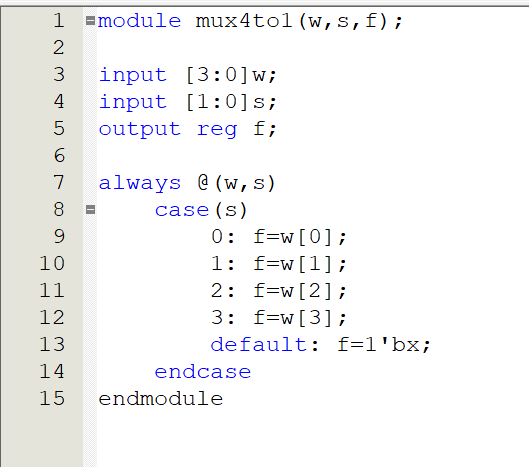 1 module mux4to1(w,s,f);
2
3 input [3:0]w;
4 input [1:0]s;
5 output reg f;
6
7 always @(w,s)
8     case(s)
9         0: f=w[0];
10         1: f=w[1];
11         2: f=w[2];
12         3: f=w[3];
13         default: f=1'bx;
14     endcase
15 endmodule